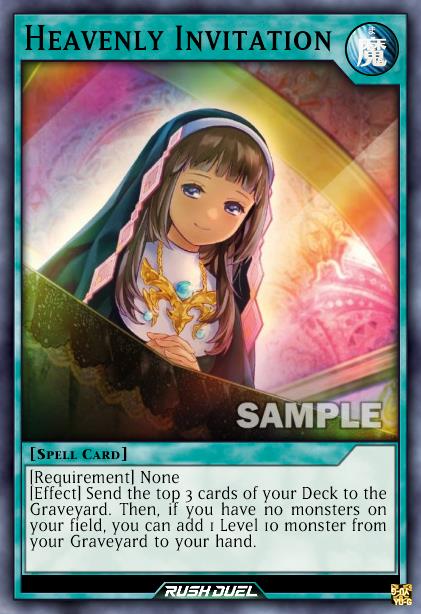 Heavenly Invitation
ま
魔
SAMPLE
[Spell Card]
[Requirement] None
[Effect] Send the top 3 cards of your Deck to the
Graveyard. Then, if you have no monsters on
your field, you can add 1 Level 10 monster from
your Graveyard to your hand.
RUSH DUEL